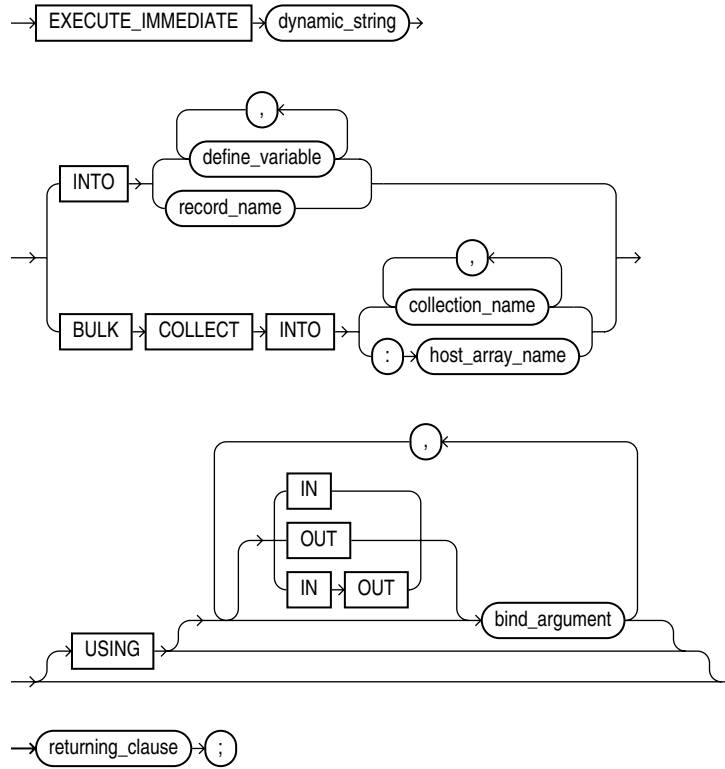 EXECUTE_IMMEDIATE dynamic_string
,
define_variable
INTO
record_name
,
collection_name
BULK COLLECT INTO
: host_array_name
,
IN
OUT
IN OUT
bind_argument
USING
returning_clause ;